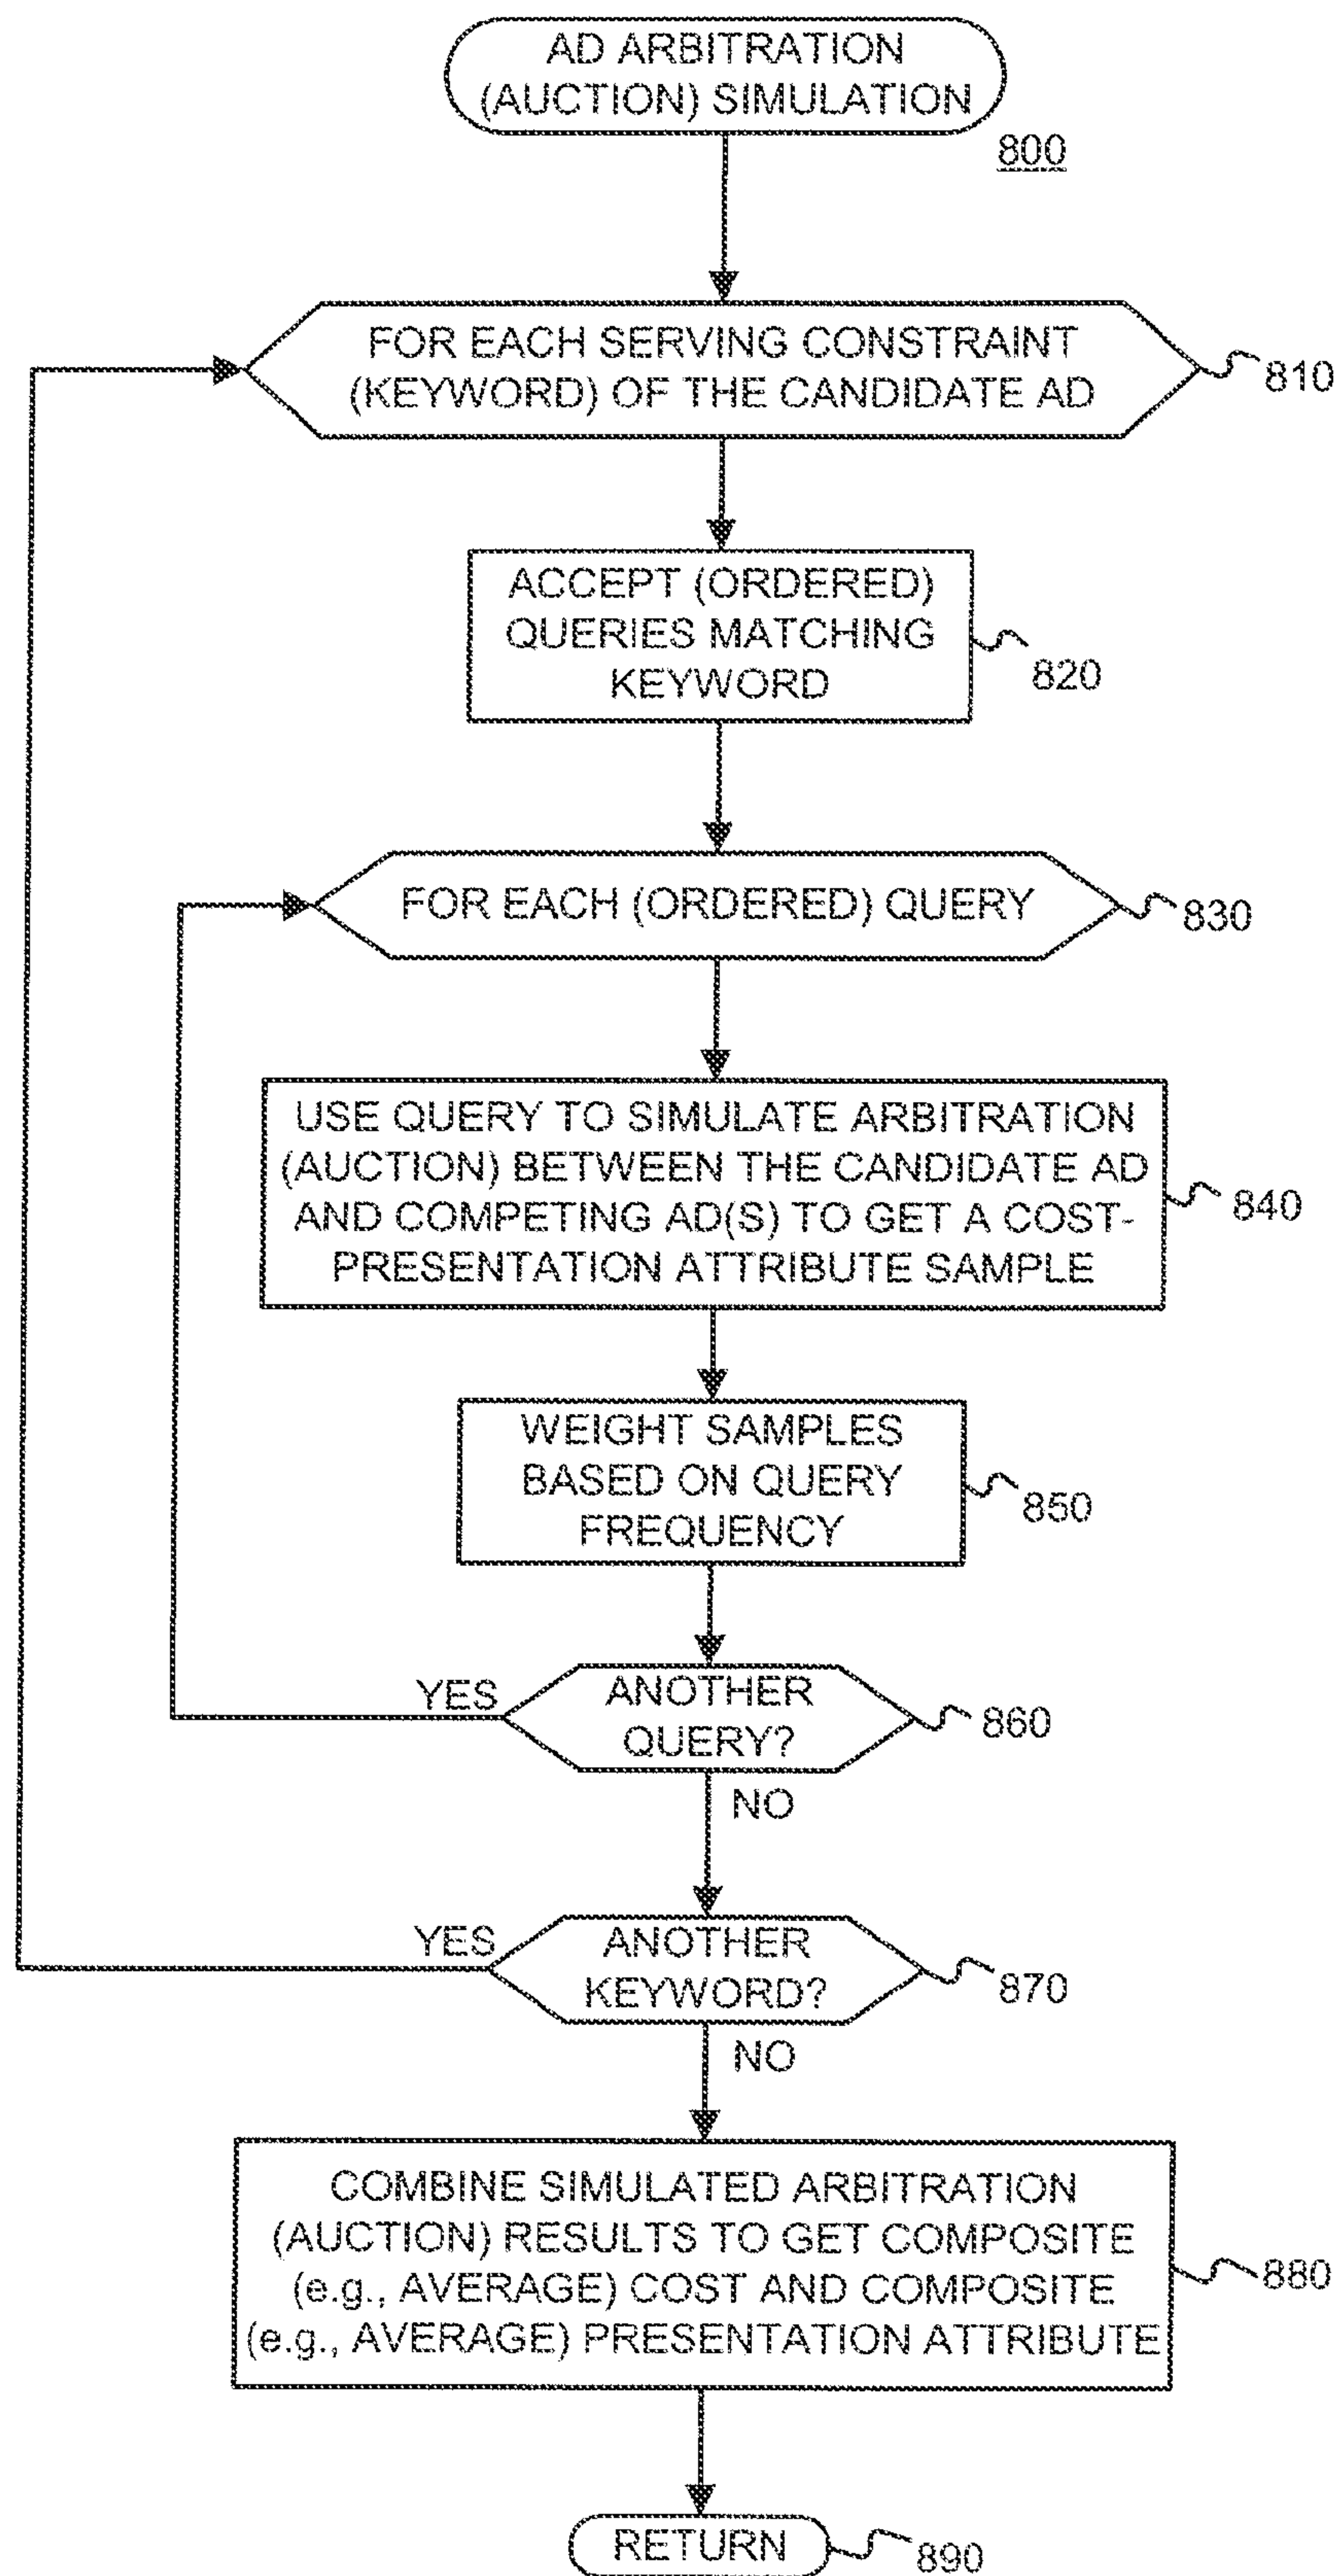 AD ARBITRATION
(AUCTION) SIMULATION
800
FOR EACH SERVING CONSTRAINT
(KEYWORD) OF THE CANDIDATE AD
810
ACCEPT (ORDERED)
QUERIES MATCHING
KEYWORD
820
FOR EACH (ORDERED) QUERY
830
USE QUERY TO SIMULATE ARBITRATION
(AUCTION) BETWEEN THE CANDIDATE AD
AND COMPETING AD(S) TO GET A COST-
PRESENTATION ATTRIBUTE SAMPLE
840
WEIGHT SAMPLES
BASED ON QUERY
FREQUENCY
850
YES
ANOTHER
QUERY?
860
NO
YES
ANOTHER
KEYWORD?
870
NO
COMBINE SIMULATED ARBITRATION
(AUCTION) RESULTS TO GET COMPOSITE
(e.g., AVERAGE) COST AND COMPOSITE
(e.g., AVERAGE) PRESENTATION ATTRIBUTE
880
RETURN
890